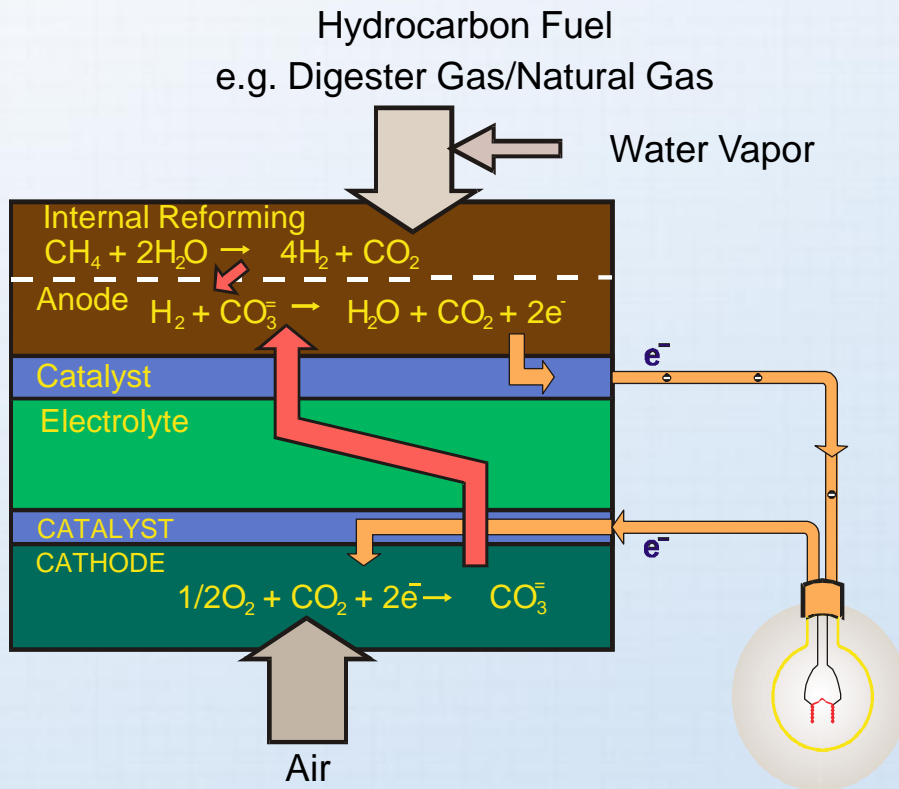 Hydrocarbon Fuel
e.g. Digester Gas/Natural Gas
Water Vapor
Internal Reforming
CH₄ + 2H₂O → 4H₂ + CO₂
Anode
H₂ + CO₃⁼ → H₂O + CO₂ + 2e⁻
Catalyst
e⁻
Electrolyte
CATALYST
e⁻
CATHODE
1/2O₂ + CO₂ + 2e⁻ → CO₃⁼
Air